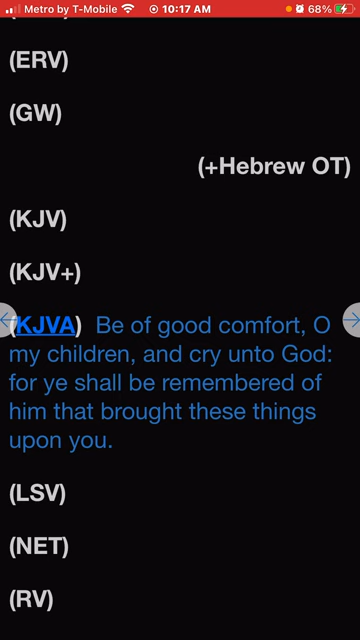 Metro by T-Mobile 10:17 AM 68%
(ERV)
(GW)
(+Hebrew OT)
(KJV)
(KJV+)
(KJVA) Be of good comfort, O
my children, and cry unto God:
for ye shall be remembered of
him that brought these things
upon you.
(LSV)
(NET)
(RV)